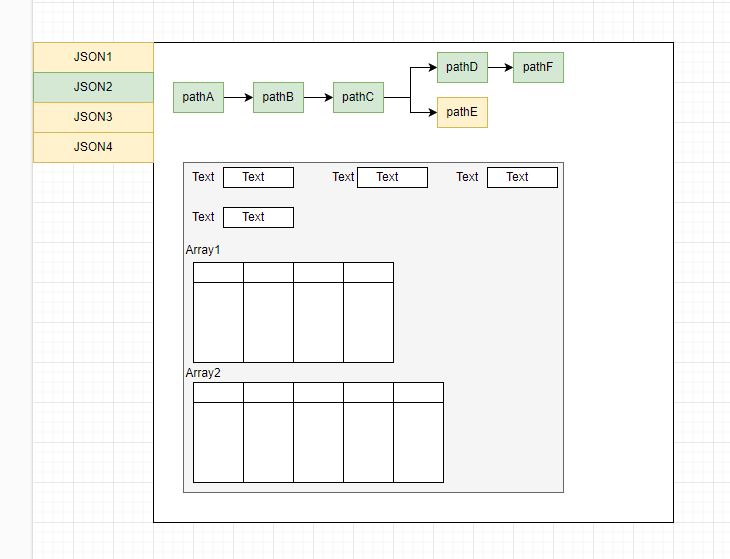 JSON1
JSON2
JSON3
JSON4
pathA
pathB
pathC
pathD
pathF
pathE
Text Text Text Text Text Text
Text Text
Array1
Array2